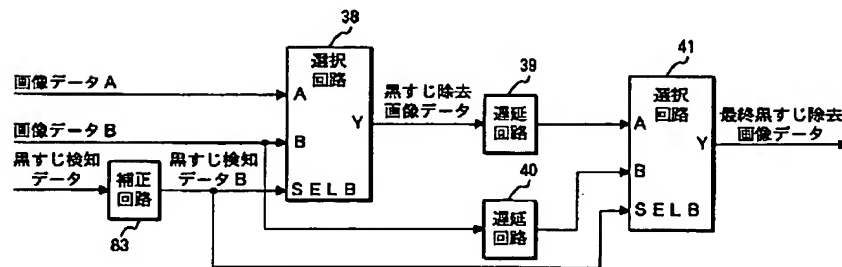 38
選択
回路
画像データA
A
画像データB
B
Y
黒すじ検知
データ
補正
回路
83
黒すじ検知
データB
SELB
黒すじ除去
画像データ
39
遅延
回路
40
遅延
回路
41
選択
回路
A
B
Y
SELB
最終黒すじ除去
画像データ